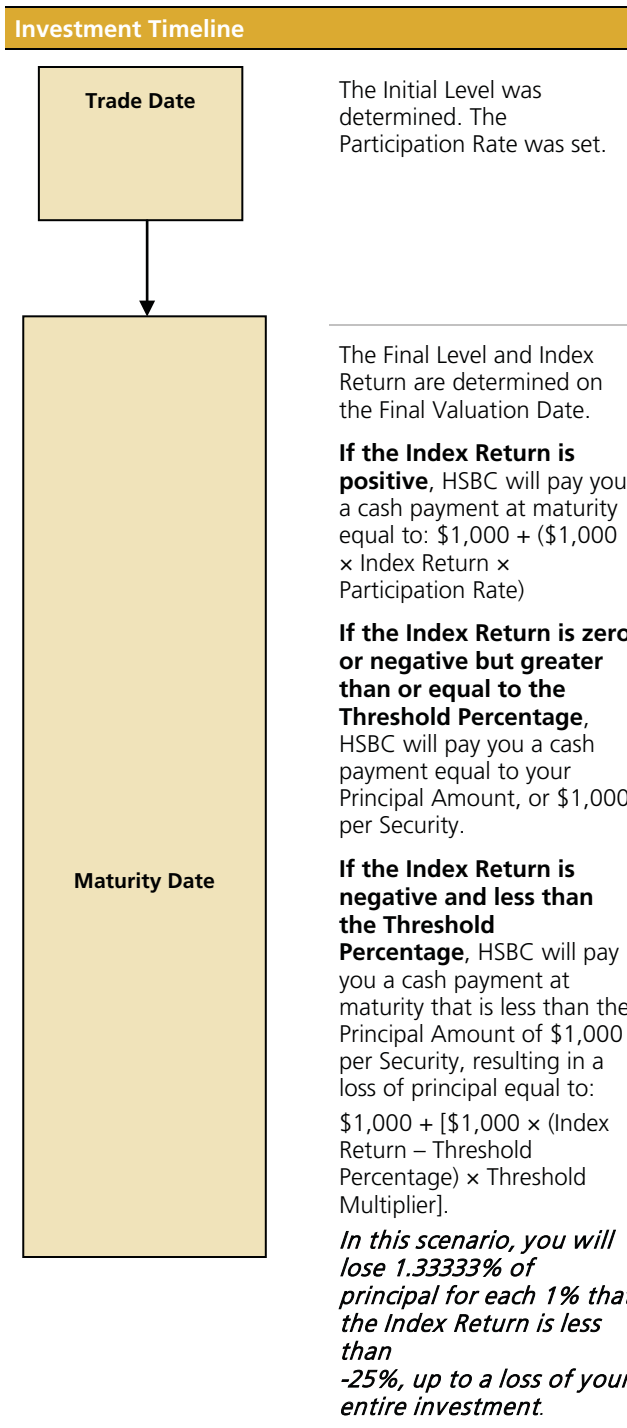 Investment Timeline
Trade Date
The Initial Level was
determined. The
Participation Rate was set.
The Final Level and Index
Return are determined on
the Final Valuation Date.
If the Index Return is
positive, HSBC will pay you
a cash payment at maturity
equal to: $1,000 + ($1,000
× Index Return ×
Participation Rate)
If the Index Return is zero
or negative but greater
than or equal to the
Threshold Percentage,
HSBC will pay you a cash
payment equal to your
Principal Amount, or $1,000
per Security.
Maturity Date
If the Index Return is
negative and less than
the Threshold
Percentage, HSBC will pay
you a cash payment at
maturity that is less than the
Principal Amount of $1,000
per Security, resulting in a
loss of principal equal to:
$1,000 + [$1,000 × (Index
Return – Threshold
Percentage) × Threshold
Multiplier].
In this scenario, you will
lose 1.33333% of
principal for each 1% that
the Index Return is less
than
-25%, up to a loss of your
entire investment.